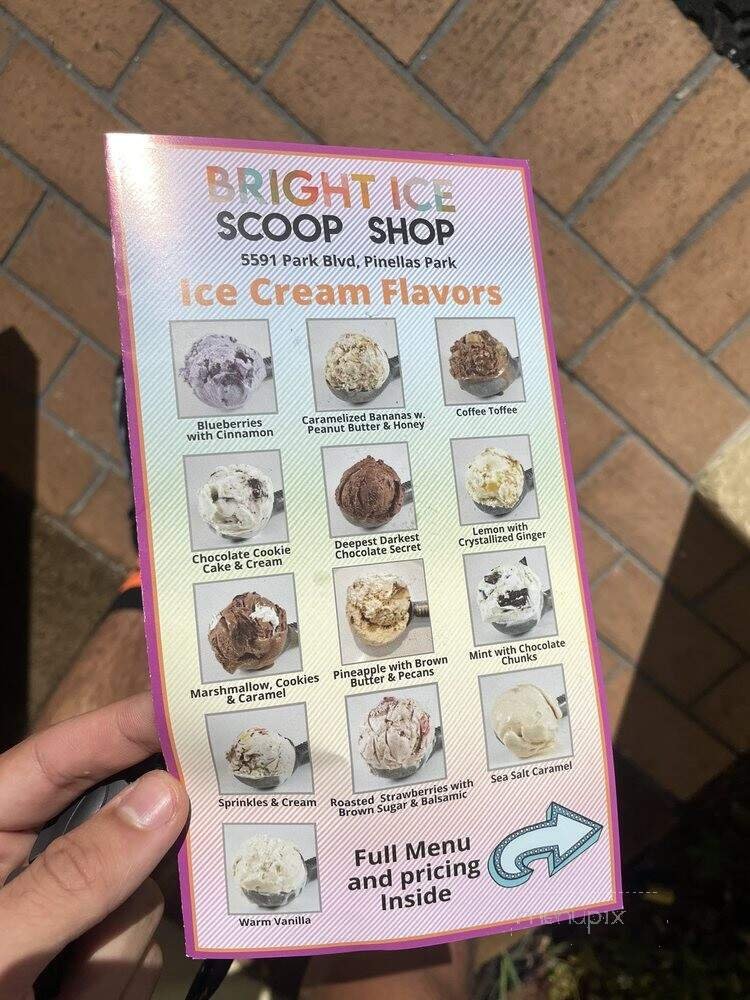 BRIGHT ICE
SCOOP SHOP
5591 Park Blvd, Pinellas Park
Ice Cream Flavors
Blueberries
with Cinnamon
Caramelized Bananas w.
Peanut Butter & Honey
Coffee Toffee
Chocolate Cookie
Cake & Cream
Deepest Darkest
Chocolate Secret
Lemon with
Crystallized Ginger
Marshmallow, Cookies
& Caramel
Pineapple with Brown
Butter & Pecans
Mint with Chocolate
Chunks
Sprinkles & Cream
Roasted Strawberries with
Brown Sugar & Balsamic
Sea Salt Caramel
Warm Vanilla
Full Menu
and pricing
Inside
menupix